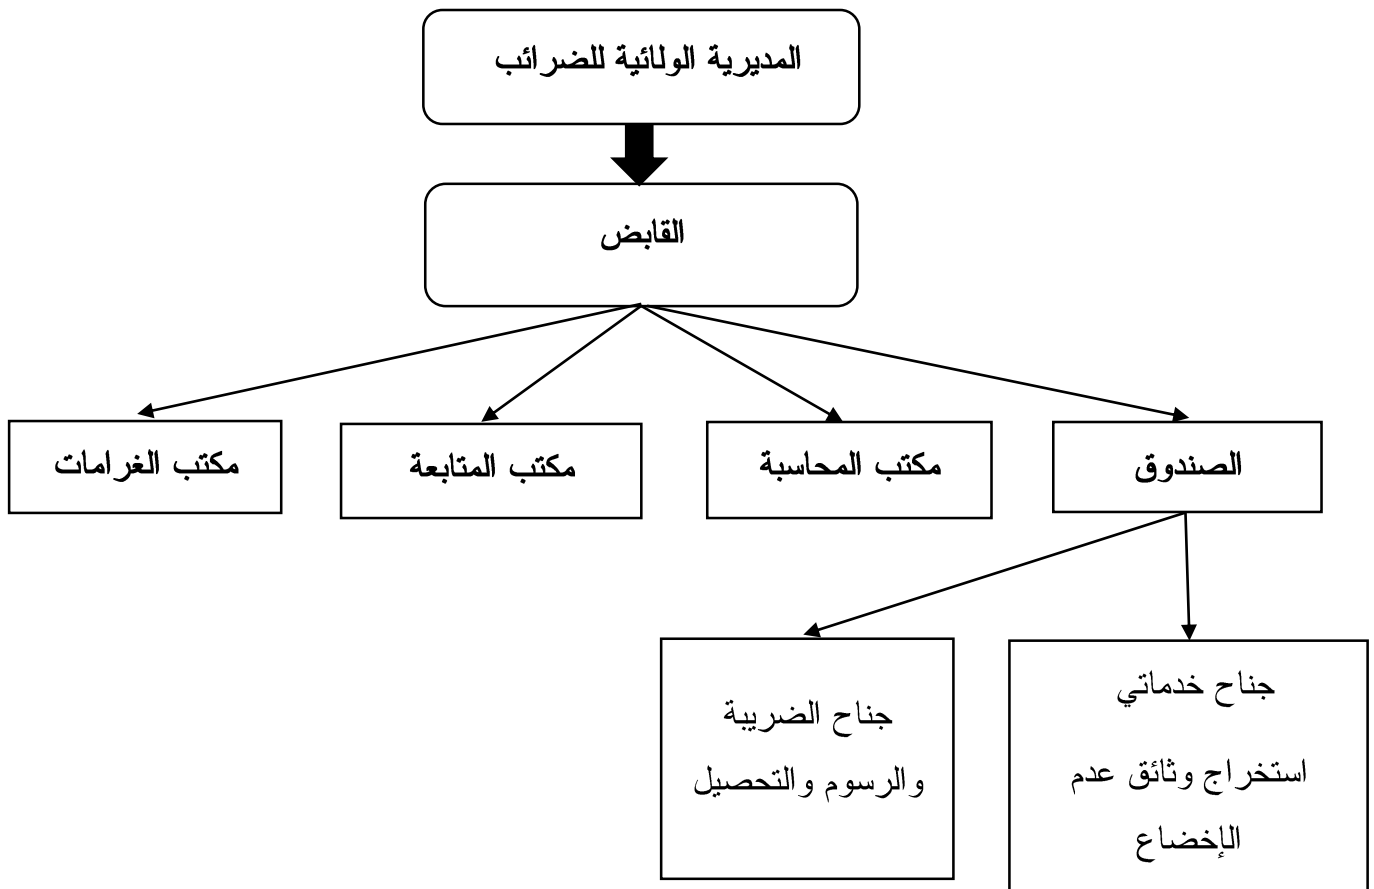 المديرية الولائية للضرائب
القابض
الصندوق
مكتب المحاسبة
مكتب المتابعة
مكتب الغرامات
جناح خدماتي
استخراج وثائق عدم
الإخضاع
جناح الضريبة
والرسوم والتحصيل